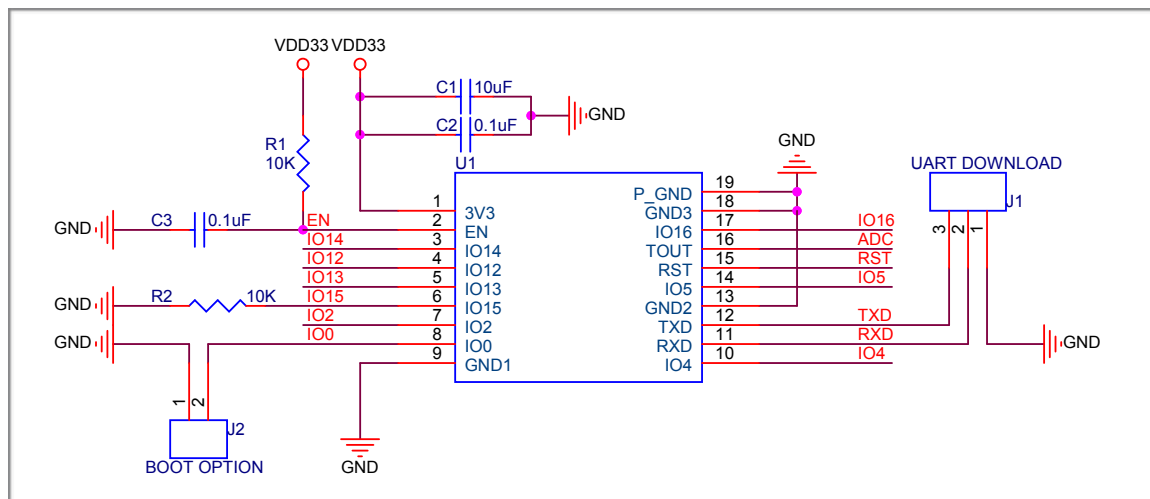 VDD33 VDD33
C1 10uF
GND
C2 0.1uF
R1
10K
U1
GND
UART DOWNLOAD
J1
3 2 1
GND C3 0.1uF EN
1 3V3
2 EN
IO14 3 IO14
IO12 4 IO12
IO13 5 IO13
GND R2 10K IO15 6 IO15
IO2 7 IO2
GND IO0 8 IO0
9 GND1
P_GND 19
GND3 18
IO16 17 IO16
TOUT 16 ADC
RST 15 RST
IO5 14 IO5
GND2 13
TXD 12 TXD
RXD 11 RXD
IO4 10 IO4
GND
1 2
J2
BOOT OPTION
GND